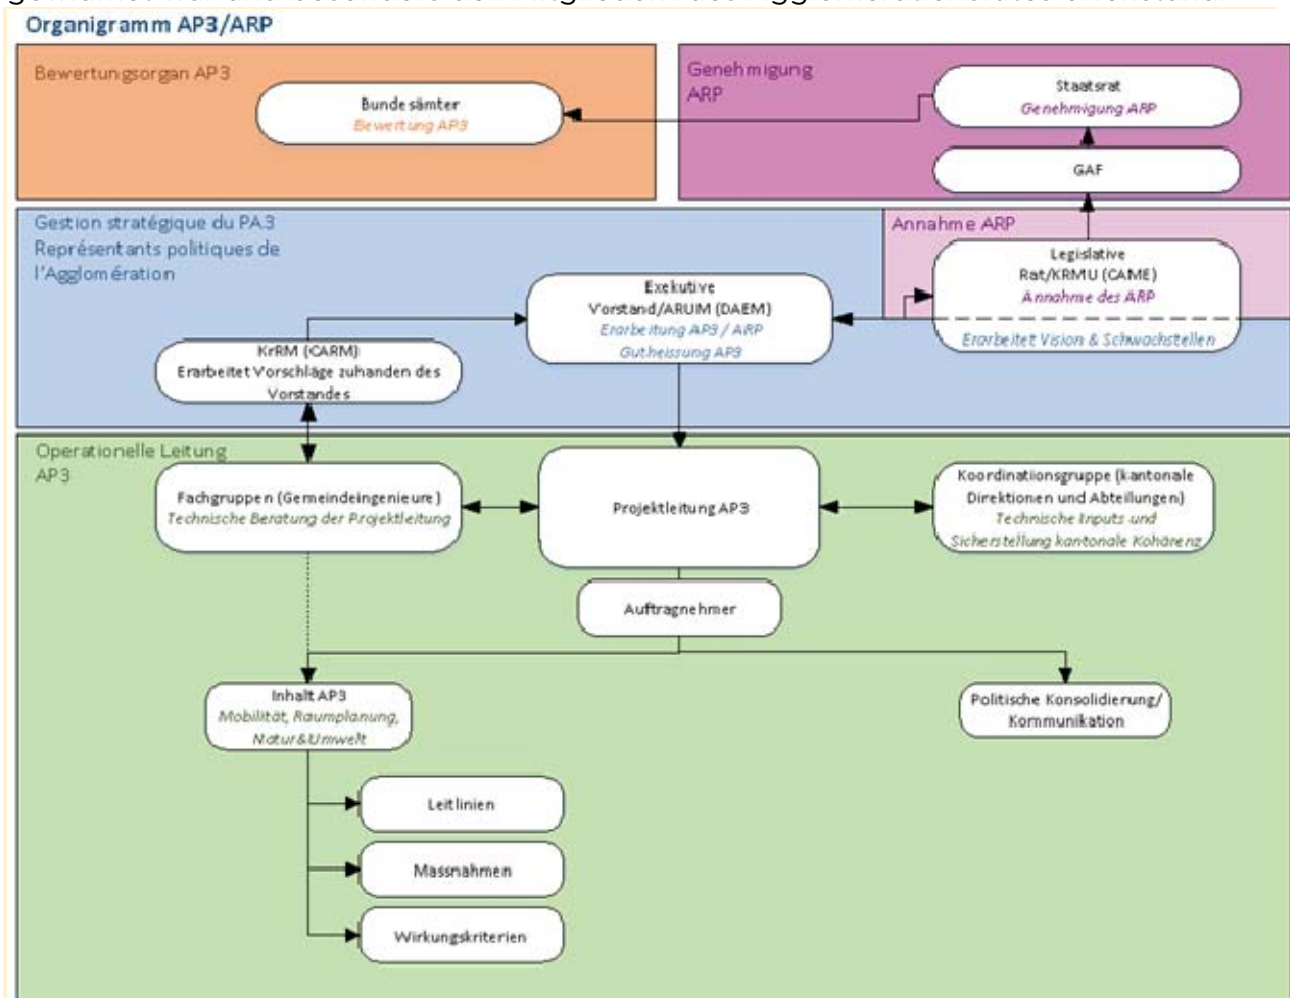 Organigramm AP3/ARP
Bewertungsorgan AP3
Bundesämter
Bewertung AP3
Genehmigung
ARP
Staatsrat
Genehmigung ARP
GAF
Gestion stratégique du PA3
Représentants politiques de
l'Agglomération
Annahme ARP
Legislative
Rat/KRMU (CAME)
Annahme des ARP
Erarbeitet Vision & Schwachstellen
Exekutive
Vorstand/ARUM (DAEM)
Erarbeitung AP3 / ARP
Gutheissung AP3
KrRM (CARM)
Erarbeitet Vorschläge zuhanden des
Vorstandes
Operationelle Leitung
AP3
Fachgruppen (Gemeindeingenieure)
Technische Beratung der Projektleitung
Projektleitung AP3
Koordinationsgruppe (kantonale
Direktionen und Abteilungen)
Technische Inputs und
Sicherstellung kantonale Kohärenz
Auftragnehmer
Inhalt AP3
Mobilität, Raumplanung,
Natur&Umwelt
Politische Konsolidierung/
Kommunikation
Leitlinien
Massnahmen
Wirkungskriterien